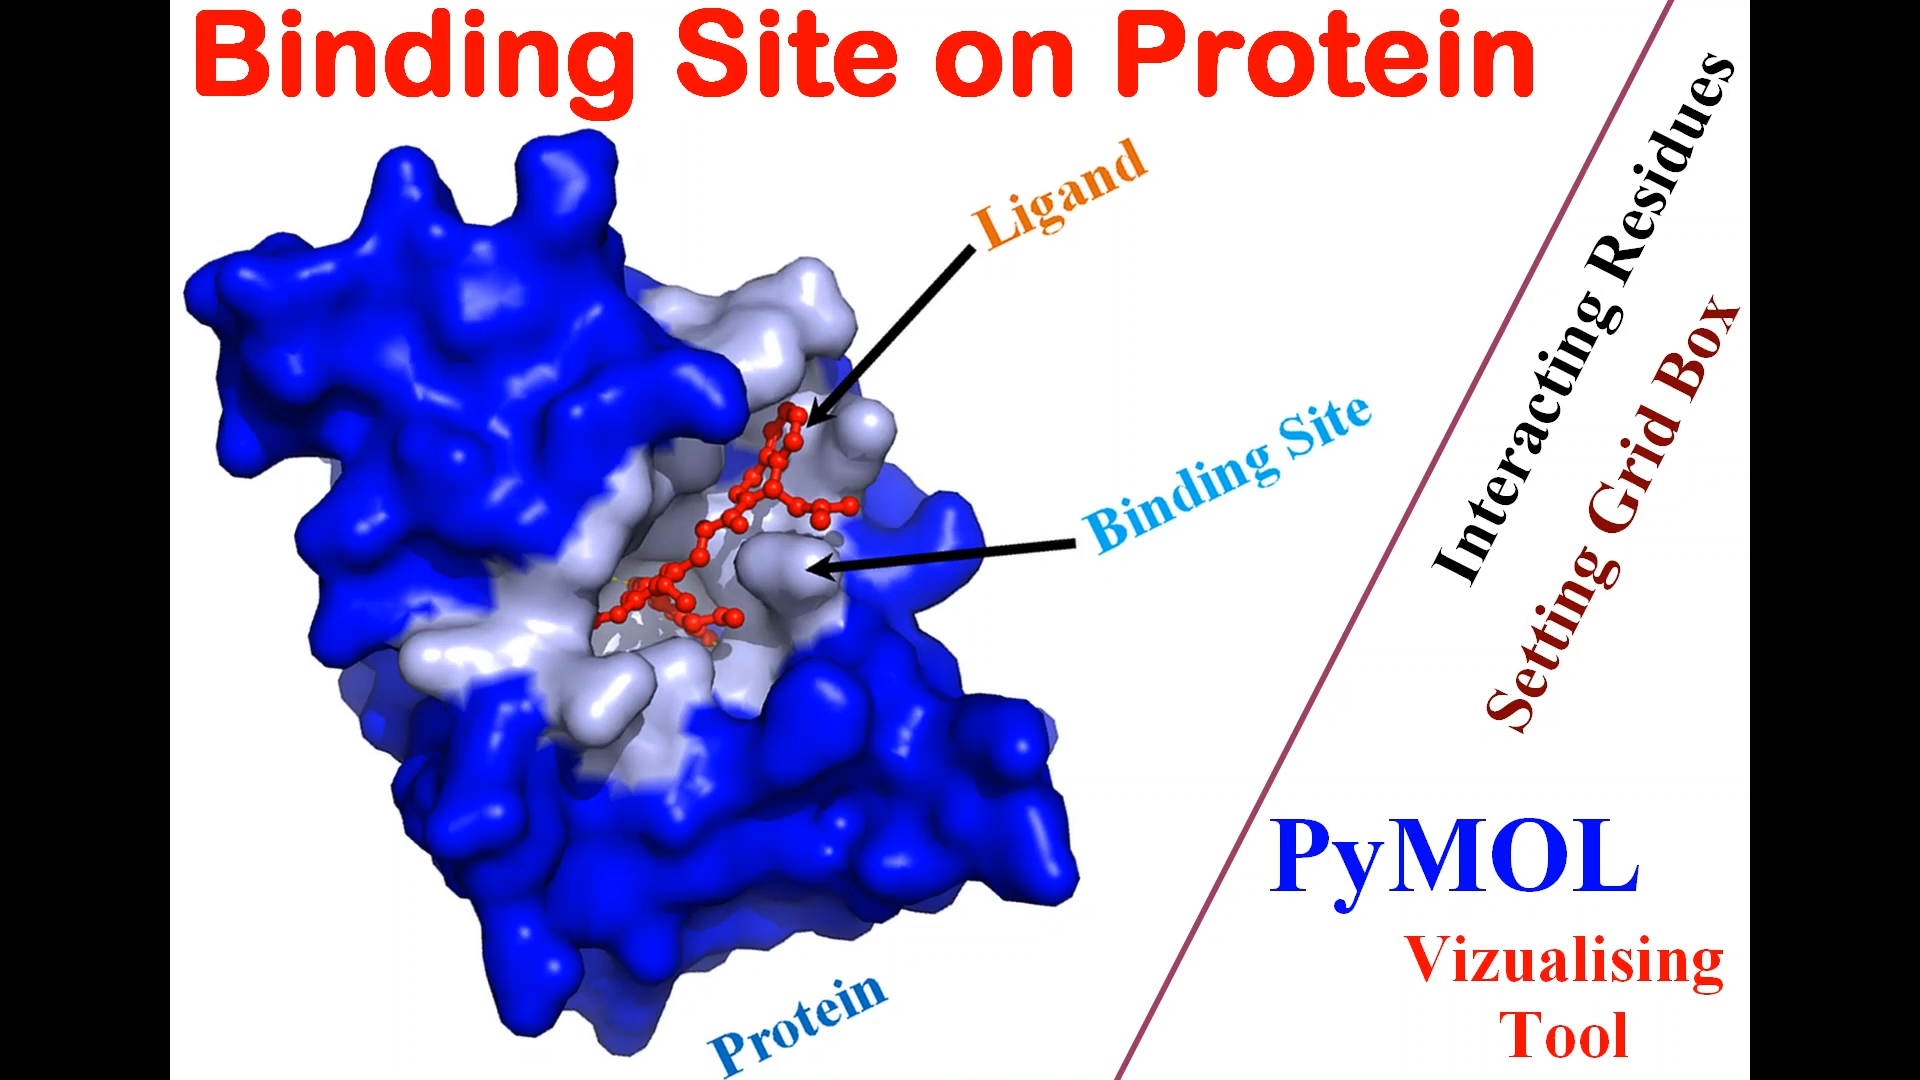 Binding Site on Protein
Ligand
Binding Site
Protein
Interacting Residues
Setting Grid Box
PyMOL
Vizualising
Tool